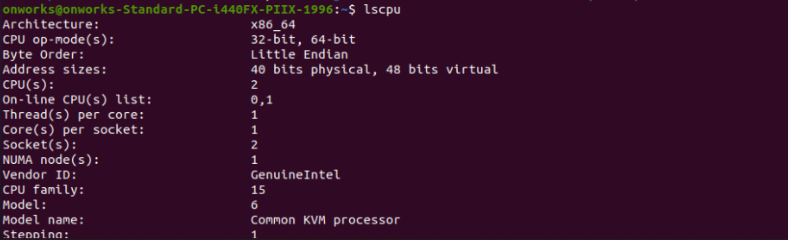 onworks@onworks-Standard-PC-i440FX-PIIX-1996:~$ lscpu
Architecture: x86_64
CPU op-mode(s): 32-bit, 64-bit
Byte Order: Little Endian
Address sizes: 40 bits physical, 48 bits virtual
CPU(s): 2
On-line CPU(s) list: 0,1
Thread(s) per core: 1
Core(s) per socket: 1
Socket(s): 2
NUMA node(s): 1
Vendor ID: GenuineIntel
CPU family: 15
Model: 6
Model name: Common KVM processor
Stepping: 1